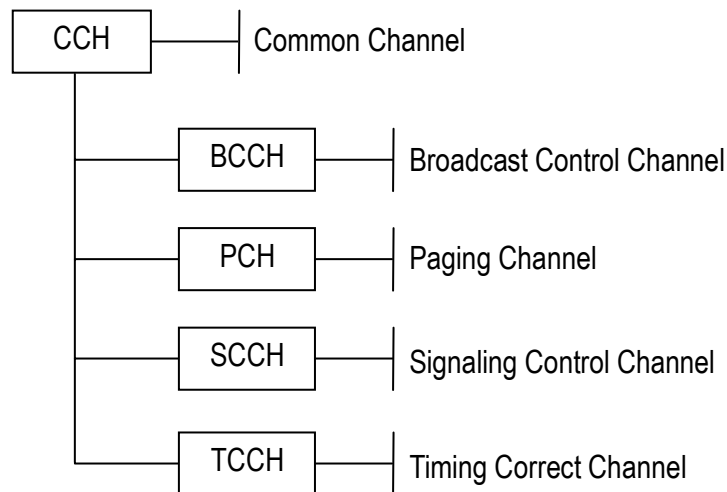 CCH Common Channel
BCCH Broadcast Control Channel
PCH Paging Channel
SCCH Signaling Control Channel
TCCH Timing Correct Channel